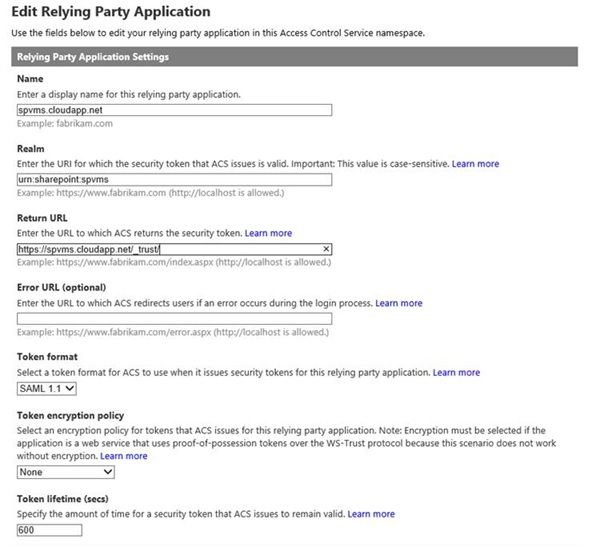 Edit Relying Party Application
Use the fields below to edit your relying party application in this Access Control Service namespace.
Relying Party Application Settings
Name
Enter a display name for this relying party application.
spvms.cloudapp.net
Example: fabrikam.com
Realm
Enter the URI for which the security token that ACS issues is valid. Important: This value is case-sensitive. Learn more
urn:sharepoint:spvms
Example: https://www.fabrikam.com (http://localhost is allowed.)
Return URL
Enter the URL to which ACS returns the security token. Learn more
https://spvms.cloudapp.net/_trust/
Example: https://www.fabrikam.com/index.aspx (http://localhost is allowed.)
Error URL (optional)
Enter the URL to which ACS redirects users if an error occurs during the login process. Learn more
Example: https://www.fabrikam.com/error.aspx (http://localhost is allowed.)
Token format
Select a token format for ACS to use when it issues security tokens for this relying party application. Learn more
SAML 1.1
Token encryption policy
Select an encryption policy for tokens that ACS issues for this relying party application. Note: Encryption must be selected if the
application is a web service that uses proof-of-possession tokens over the WS-Trust protocol because this scenario does not work
without encryption. Learn more
None
Token lifetime (secs)
Specify the amount of time for a security token that ACS issues to remain valid. Learn more
600